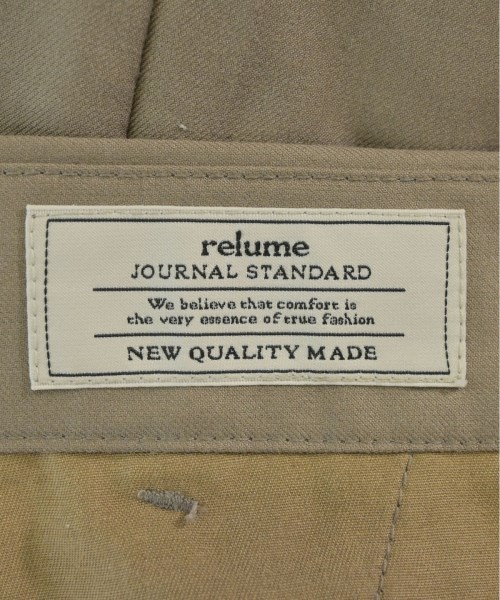 relume
JOURNAL STANDARD
We believe that comfort is
the very essence of true fashion
NEW QUALITY MADE